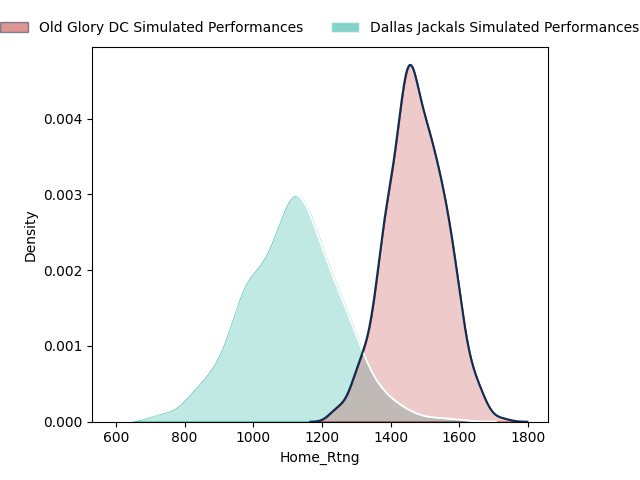 Old Glory DC Simulated Performances Dallas Jackals Simulated Performances
0.004
0.003
0.002
0.001
0.000
Density
600 800 1000 1200 1400 1600 1800
Home_Rtng